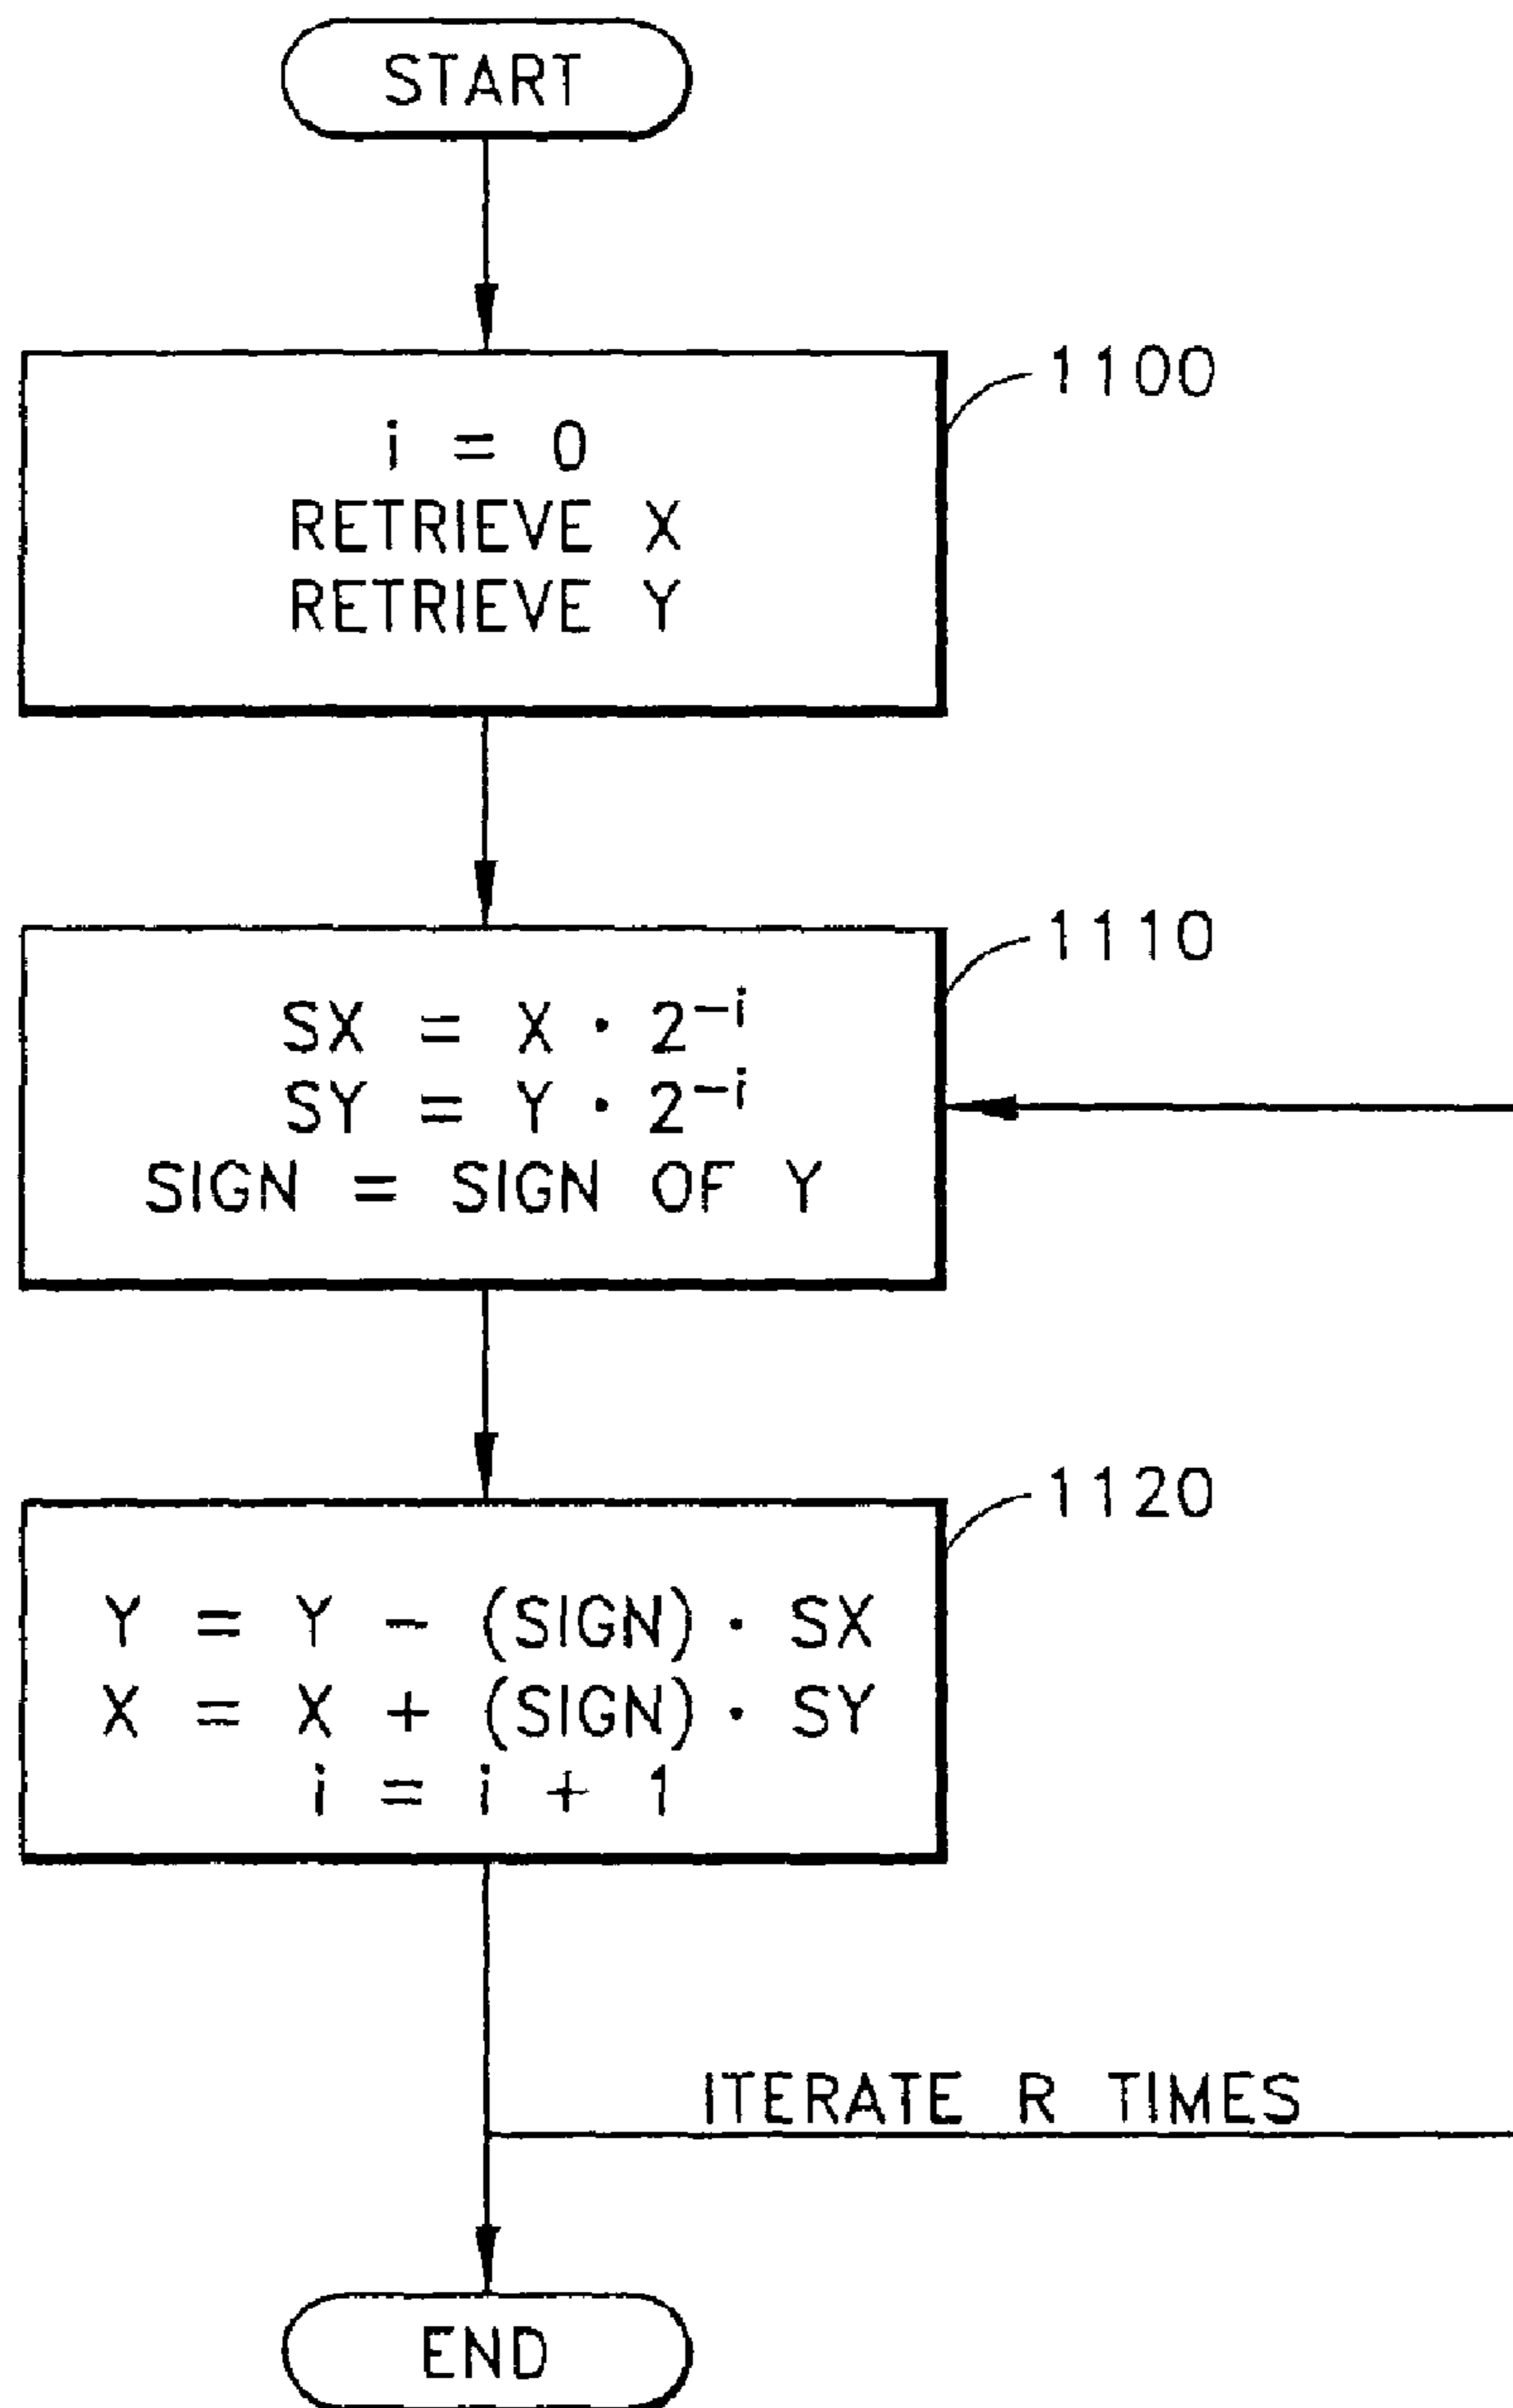 START
1100
i = 0
RETRIEVE X
RETRIEVE Y
1110
SX = X · 2⁻ⁱ
SY = Y · 2⁻ⁱ
SIGN = SIGN OF Y
1120
Y = Y − (SIGN) · SX
X = X + (SIGN) · SY
i = i + 1
ITERATE R TIMES
END